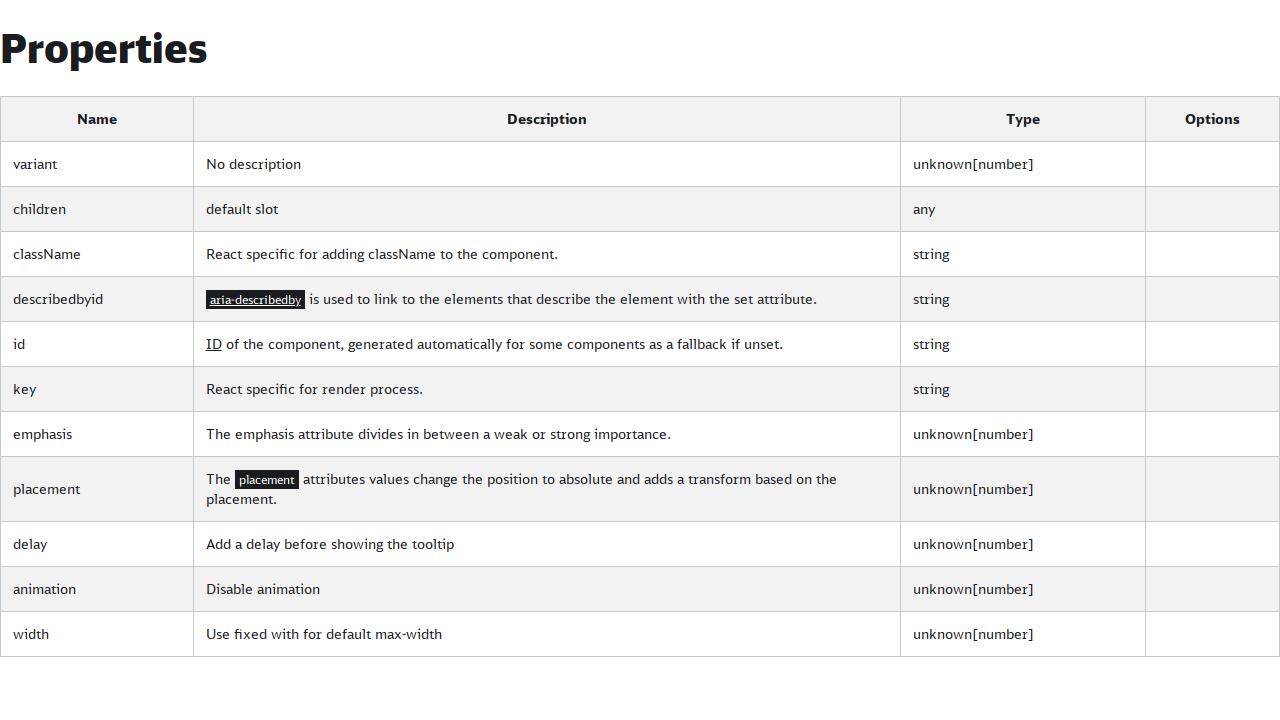 Properties
Name Description Type Options
variant No description unknown[number]
children default slot any
className React specific for adding className to the component. string
describedbyid aria-describedby is used to link to the elements that describe the element with the set attribute. string
id ID of the component, generated automatically for some components as a fallback if unset. string
key React specific for render process. string
emphasis The emphasis attribute divides in between a weak or strong importance. unknown[number]
placement The placement attributes values change the position to absolute and adds a transform based on the
placement. unknown[number]
delay Add a delay before showing the tooltip unknown[number]
animation Disable animation unknown[number]
width Use fixed with for default max-width unknown[number]